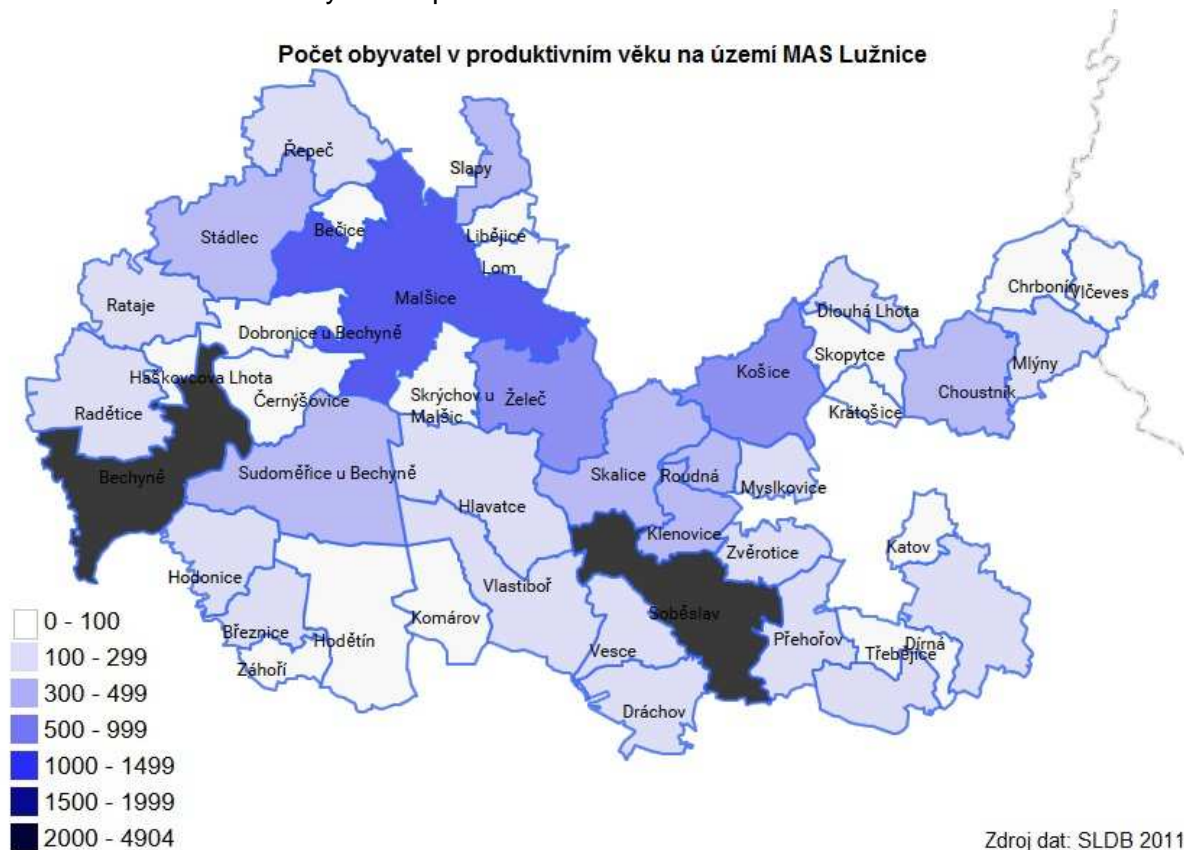 Počet obyvatel v produktivním věku na území MAS Lužnice
Řepeč
Slapy
Bečice
Stádlec
Libějice
Lom
Chrbonín
Vlčeves
Malšice
Rataje
Dlouhá Lhota
Dobronice u Bechyně
Skopytce
Mlýny
Košice
Haškovcova Lhota
Choustník
Černýšovice
Skrýchov u
Malšic
Želeč
Krátošice
Radětice
Bechyně
Sudoměřice u Bechyně
Skalice
Roudná
Myslkovice
Hlavatce
Klenovice
Zvěrotice
Katov
Hodonice
Vlastiboř
Komárov
Soběslav
Březnice
Hodětín
Přehořov
Dírná
Vesce
Třebějice
Záhoří
Dráchov
0 - 100
100 - 299
300 - 499
500 - 999
1000 - 1499
1500 - 1999
2000 - 4904
Zdroj dat: SLDB 2011